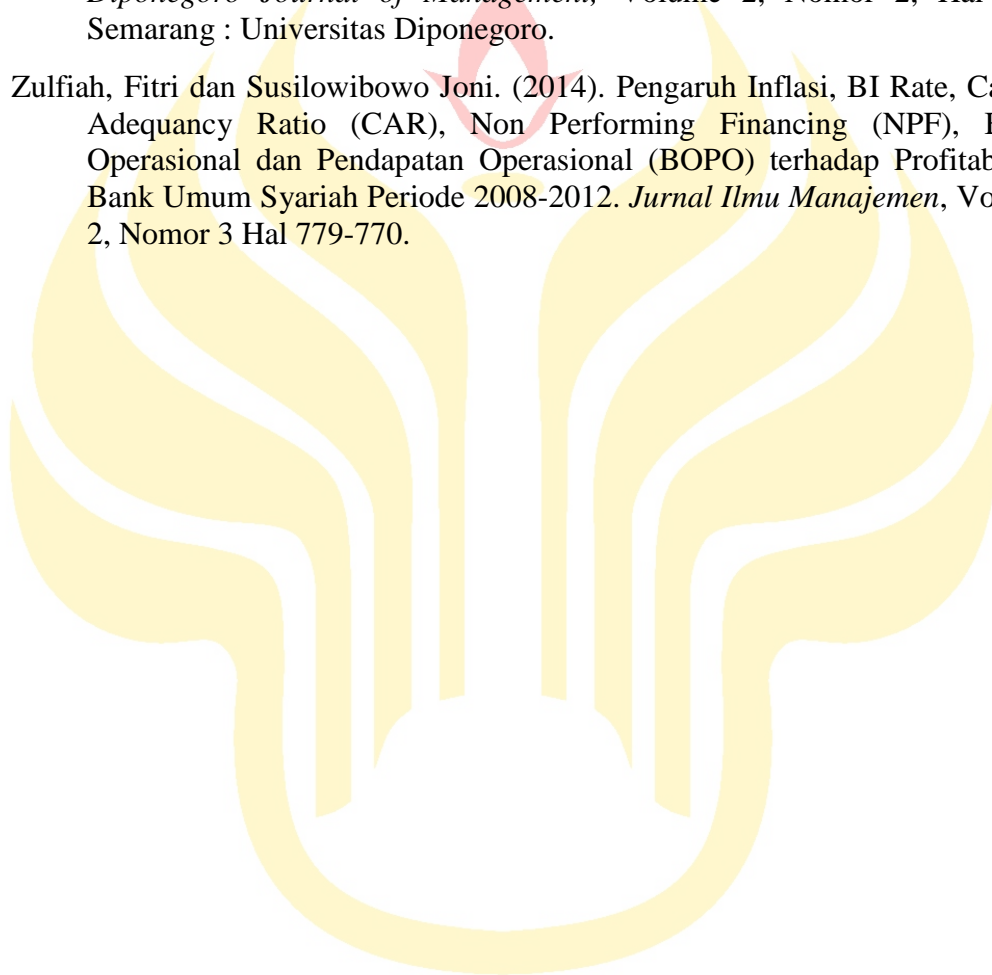 Diponegoro Journal of Management, Volume 2, Nomor 2, Hal
Semarang : Universitas Diponegoro.
Zulfiah, Fitri dan Susilowibowo Joni. (2014). Pengaruh Inflasi, BI Rate, Ca
Adequancy Ratio (CAR), Non Performing Financing (NPF), B
Operasional dan Pendapatan Operasional (BOPO) terhadap Profitab
Bank Umum Syariah Periode 2008-2012. Jurnal Ilmu Manajemen, Vo
2, Nomor 3 Hal 779-770.